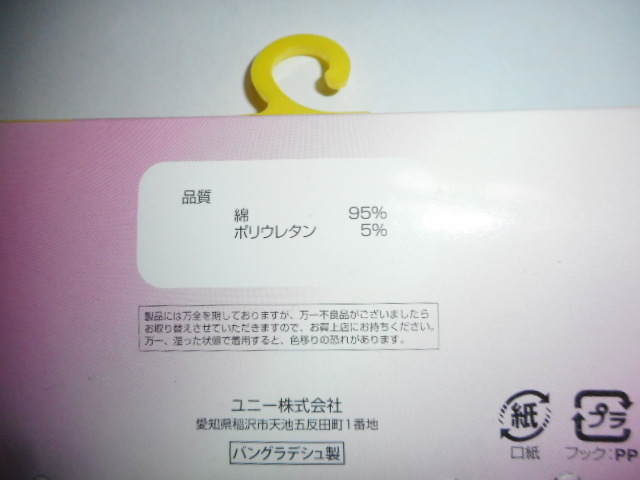 品質
綿 95%
ポリウレタン 5%
製品には万全を期しておりますが、万一不良品がございましたら
お取り替えさせていただきますので、お買上店にお持ちください。
万一、湿った状態で着用すると、色移りの恐れがあります。
ユニー株式会社
愛知県稲沢市天池五反田町1番地
バングラデシュ製
紙
口紙
プラ
フック:PP